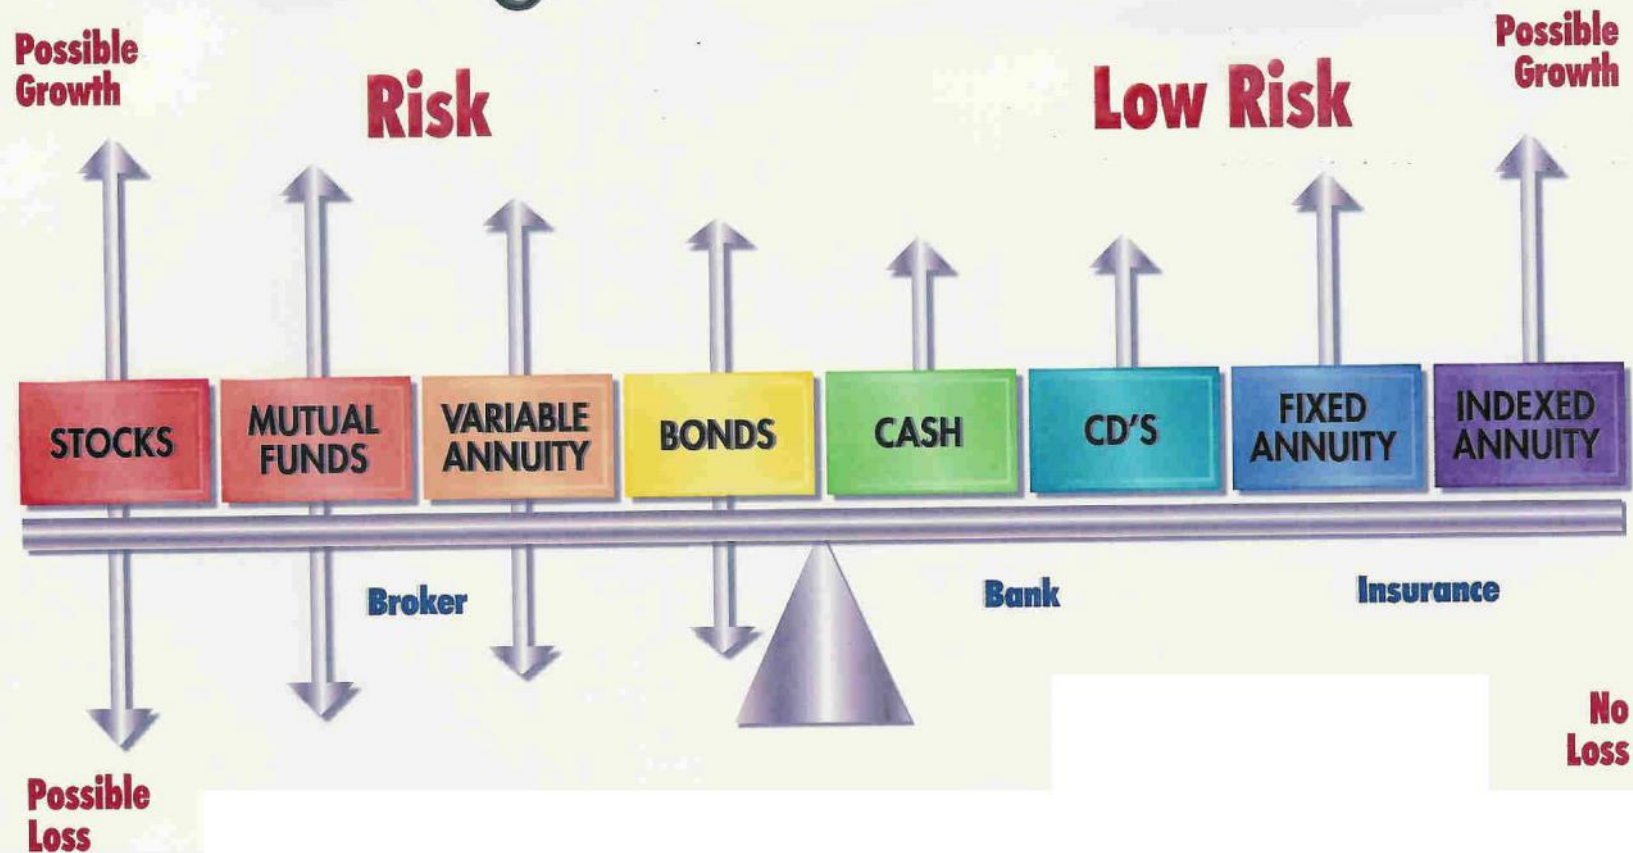 Possible
Growth
Risk
Low Risk
Possible
Growth
STOCKS
MUTUAL
FUNDS
VARIABLE
ANNUITY
BONDS
CASH
CD'S
FIXED
ANNUITY
INDEXED
ANNUITY
Broker
Bank
Insurance
Possible
Loss
No
Loss